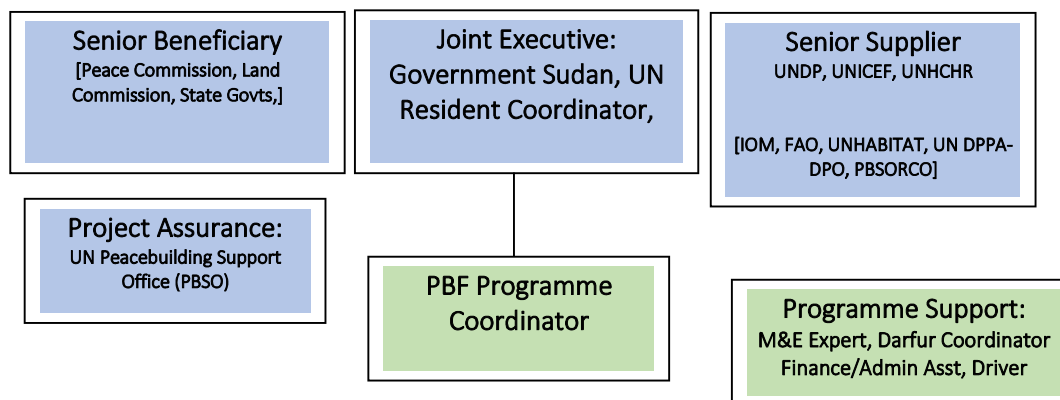 Senior Beneficiary
[Peace Commission, Land
Commission, State Govts,]
Joint Executive:
Government Sudan, UN
Resident Coordinator,
Senior Supplier
UNDP, UNICEF, UNHCHR
[IOM, FAO, UNHABITAT, UN DPPA-
DPO, PBSORCO]
Project Assurance:
UN Peacebuilding Support
Office (PBSO)
PBF Programme
Coordinator
Programme Support:
M&E Expert, Darfur Coordinator
Finance/Admin Asst, Driver